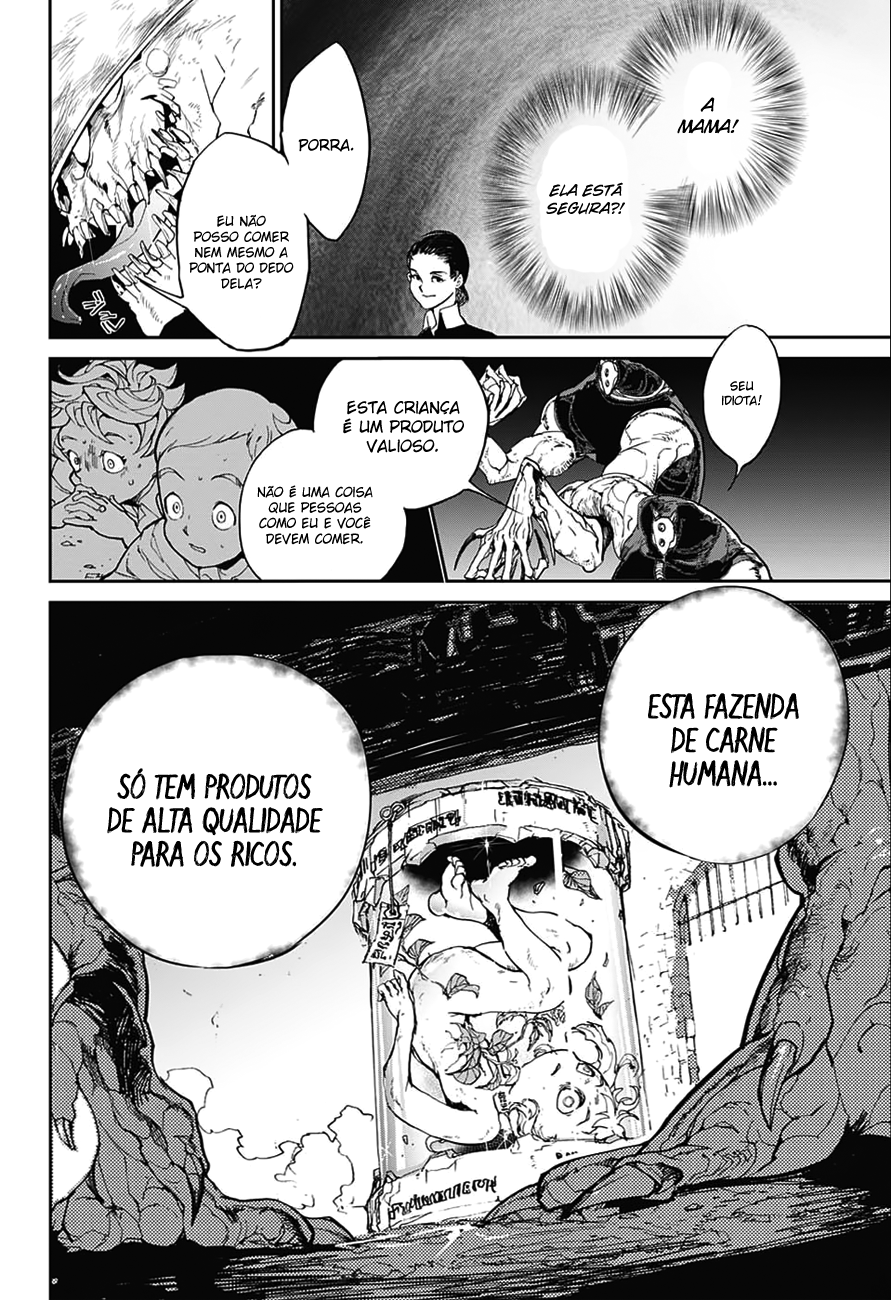 A
MAMA!
ELA ESTÁ
SEGURA?!
PORRA.
EU NÃO
POSSO COMER
NEM MESMO A
PONTA DO DEDO
DELA?
SEU
IDIOTA!
ESTA CRIANÇA
É UM PRODUTO
VALIOSO.
NÃO É UMA COISA
QUE PESSOAS
COMO EU E VOCÊ
DEVEM COMER.
ESTA FAZENDA
DE CARNE
HUMANA...
SÓ TEM PRODUTOS
DE ALTA QUALIDADE
PARA OS RICOS.